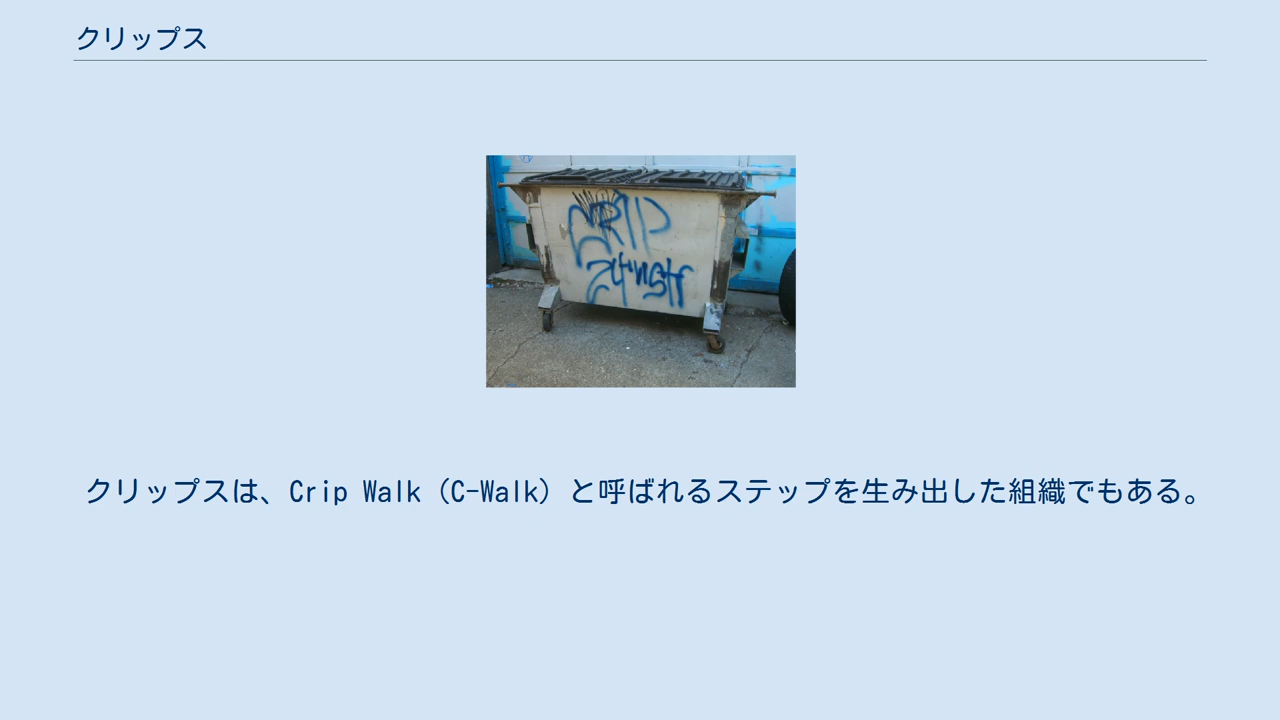 クリップス
CRIP
クリップスは、Crip Walk（C-Walk）と呼ばれるステップを生み出した組織でもある。